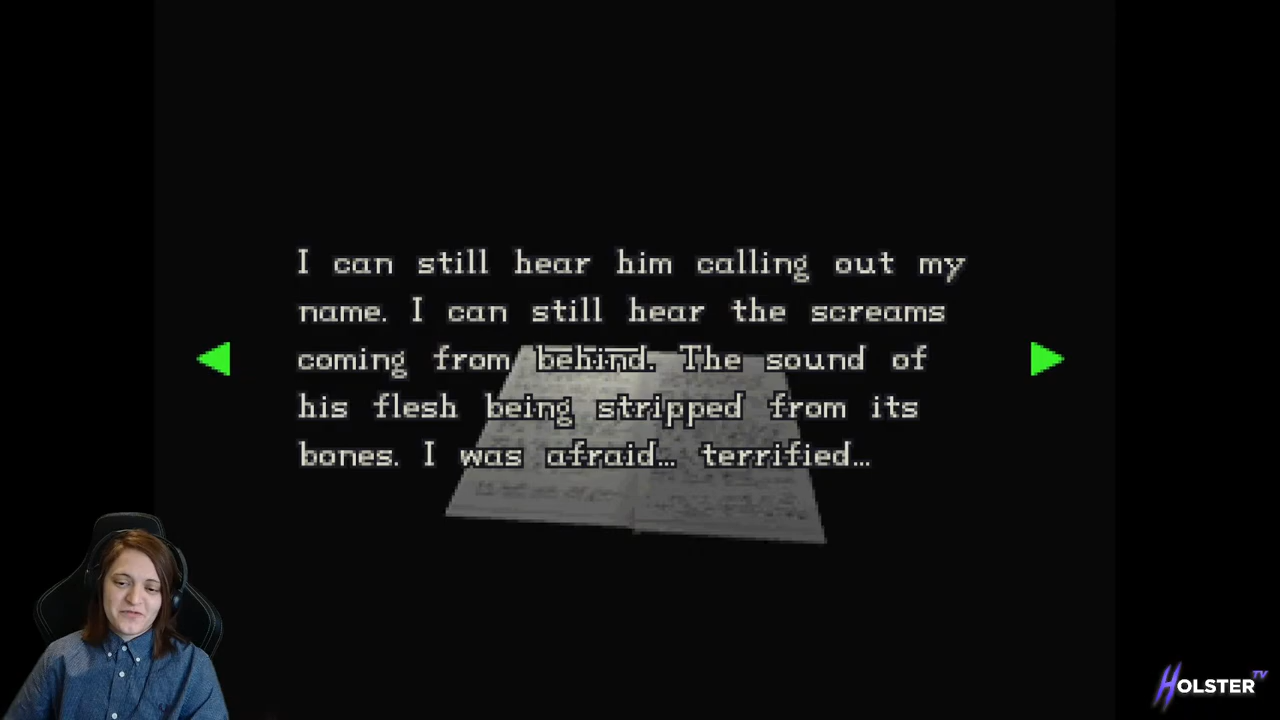 I can still hear him calling out my
name. I can still hear the screams
coming from behind. The sound of
his flesh being stripped from its
bones. I was afraid… terrified…
HOLSTER TV